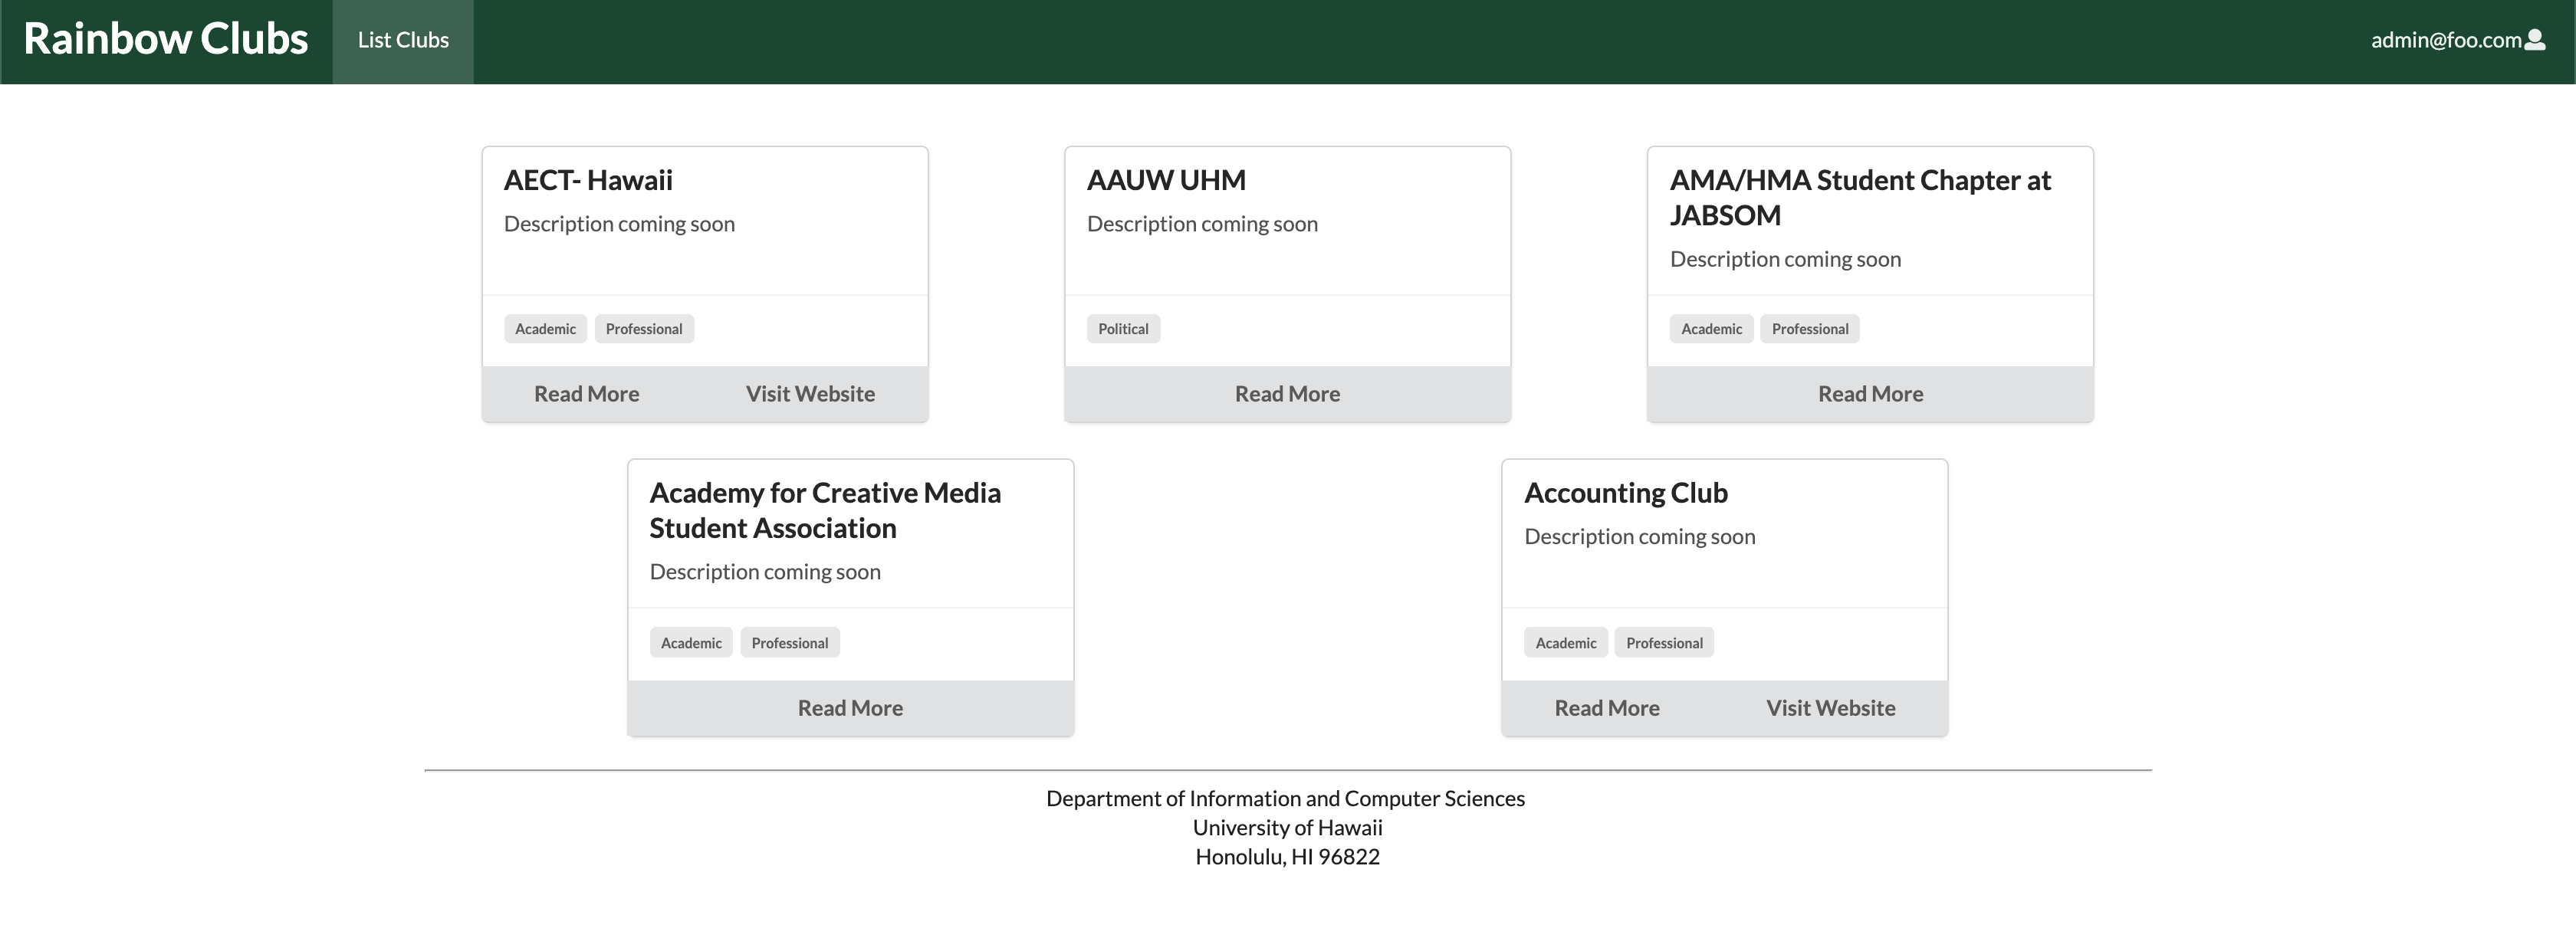 Rainbow Clubs
List Clubs
admin@foo.com
AECT- Hawaii
Description coming soon
Academic
Professional
Read More
Visit Website
AAUW UHM
Description coming soon
Political
Read More
AMA/HMA Student Chapter at
JABSOM
Description coming soon
Academic
Professional
Read More
Academy for Creative Media
Student Association
Description coming soon
Academic
Professional
Read More
Accounting Club
Description coming soon
Academic
Professional
Read More
Visit Website
Department of Information and Computer Sciences
University of Hawaii
Honolulu, HI 96822